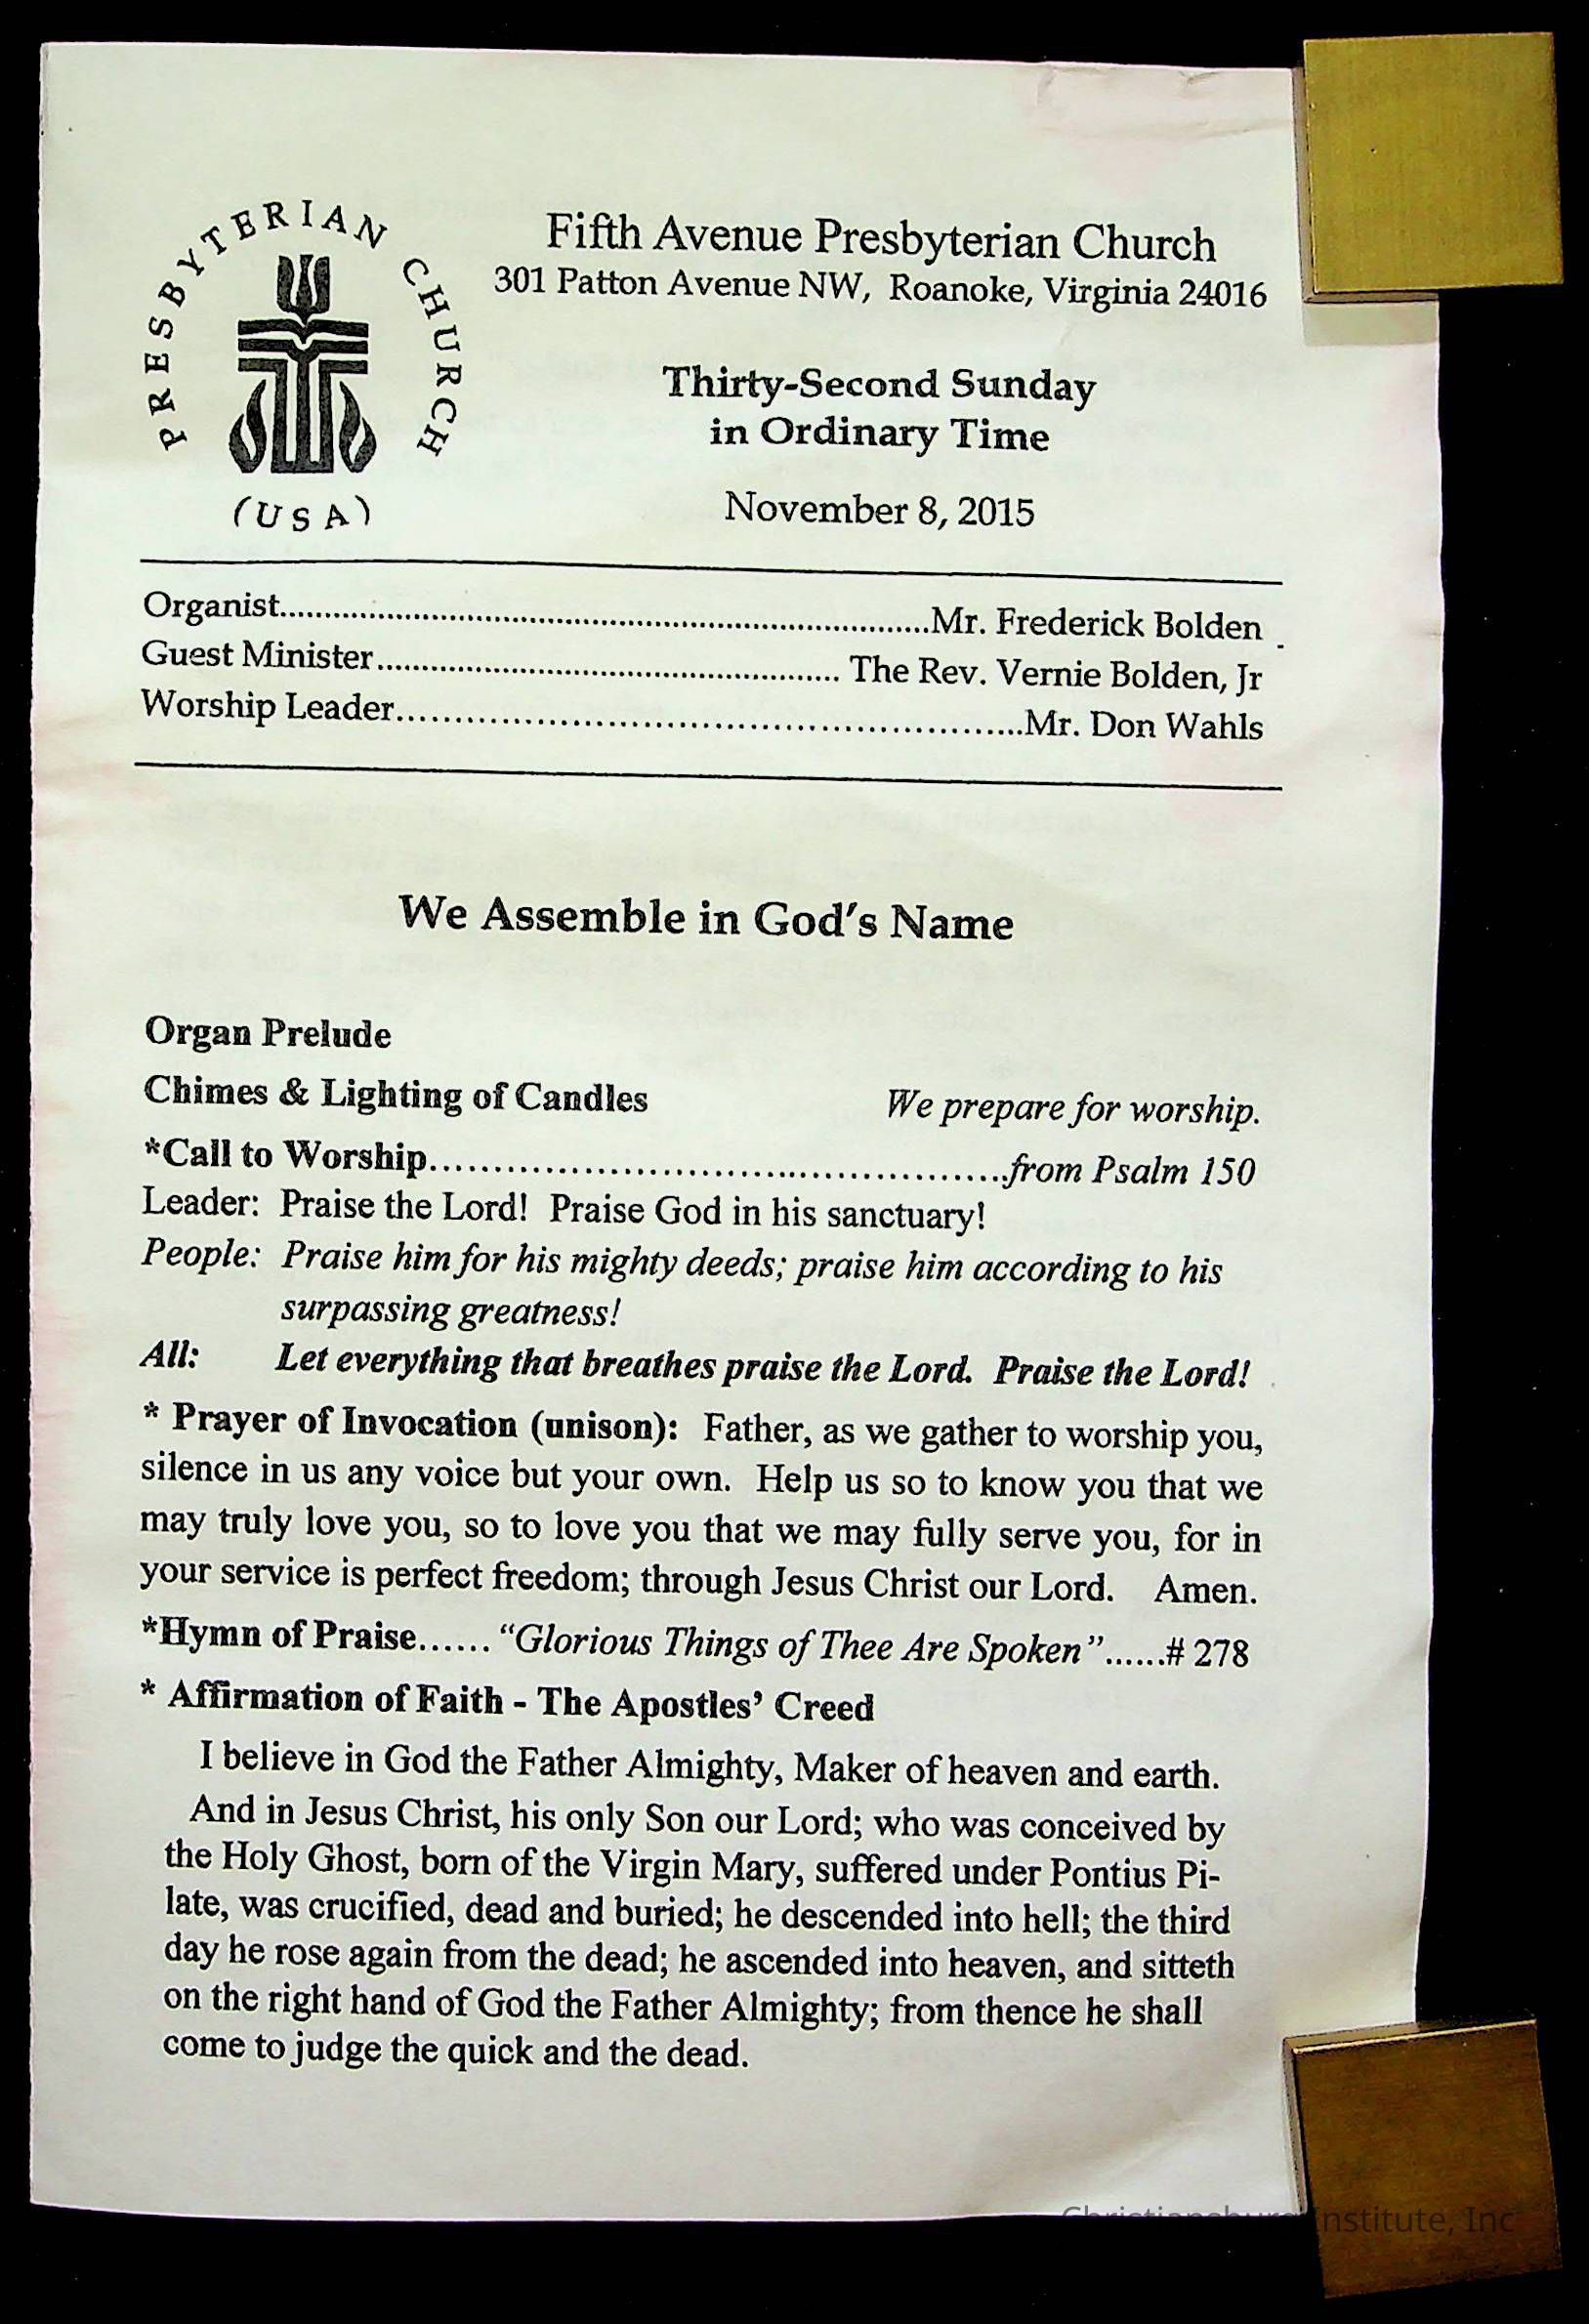 PRESBYTERIAN CHURCH
(USA)
Fifth Avenue Presbyterian Church
301 Patton Avenue NW, Roanoke, Virginia 24016
Thirty-Second Sunday
in Ordinary Time
November 8, 2015
Organist..........................................................................Mr. Frederick Bolden
Guest Minister..................................................... The Rev. Vernie Bolden, Jr
Worship Leader......................................................Mr. Don Wahls
We Assemble in God's Name
Organ Prelude
Chimes & Lighting of Candles We prepare for worship.
*Call to Worship..................................................from Psalm 150
Leader: Praise the Lord! Praise God in his sanctuary!
People: Praise him for his mighty deeds; praise him according to his
surpassing greatness!
All: Let everything that breathes praise the Lord. Praise the Lord!
* Prayer of Invocation (unison): Father, as we gather to worship you,
silence in us any voice but your own. Help us so to know you that we
may truly love you, so to love you that we may fully serve you, for in
your service is perfect freedom; through Jesus Christ our Lord. Amen.
*Hymn of Praise...... “Glorious Things of Thee Are Spoken”......# 278
* Affirmation of Faith - The Apostles’ Creed
I believe in God the Father Almighty, Maker of heaven and earth.
And in Jesus Christ, his only Son our Lord; who was conceived by
the Holy Ghost, born of the Virgin Mary, suffered under Pontius Pi-
late, was crucified, dead and buried; he descended into hell; the third
day he rose again from the dead; he ascended into heaven, and sitteth
on the right hand of God the Father Almighty; from thence he shall
come to judge the quick and the dead.
Christiansburg Institute, Inc